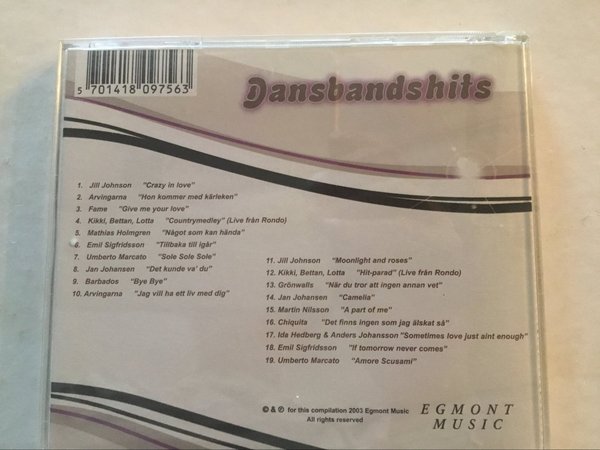 5 701418 097563
Dansbandshits
1. Jill Johnson "Crazy in love"
2. Arvingarna "Hon kommer med kärleken"
3. Fame "Give me your love"
4. Kikki, Bettan, Lotta "Countrymedley" (Live från Rondo)
5. Mathias Holmgren "Något som kan hända"
6. Emil Sigfridsson "Tillbaka till igår"
7. Umberto Marcato "Sole Sole Sole"
8. Jan Johansen "Det kunde va' du"
9. Barbados "Bye Bye"
10. Arvingarna "Jag vill ha ett liv med dig"
11. Jill Johnson "Moonlight and roses"
12. Kikki, Bettan, Lotta "Hit-parad" (Live från Rondo)
13. Grönwalls "När du tror att ingen annan vet"
14. Jan Johansen "Camelia"
15. Martin Nilsson "A part of me"
16. Chiquita "Det finns ingen som jag älskat så"
17. Ida Hedberg & Anders Johansson "Sometimes love just aint enough"
18. Emil Sigfridsson "If tomorrow never comes"
19. Umberto Marcato "Amore Scusami"
© & ℗ for this compilation 2003 Egmont Music
All rights reserved
EGMONT
MUSIC